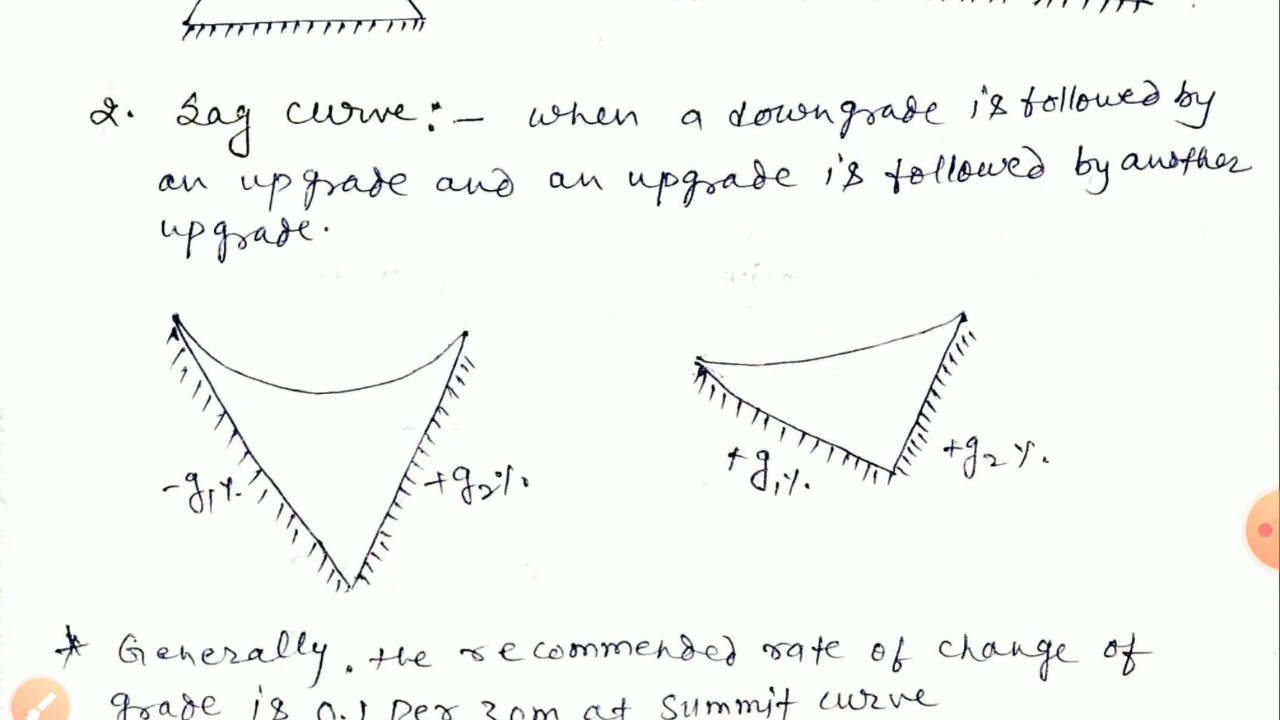 2. Sag curve:- when a downgrade is followed by
an upgrade and an upgrade is followed by another
upgrade.
-g₁%.
+g₂%.
+g₁%.
+g₂%.
* Generally, the recommended rate of change of
grade is 0.1 per 30m at summit curve